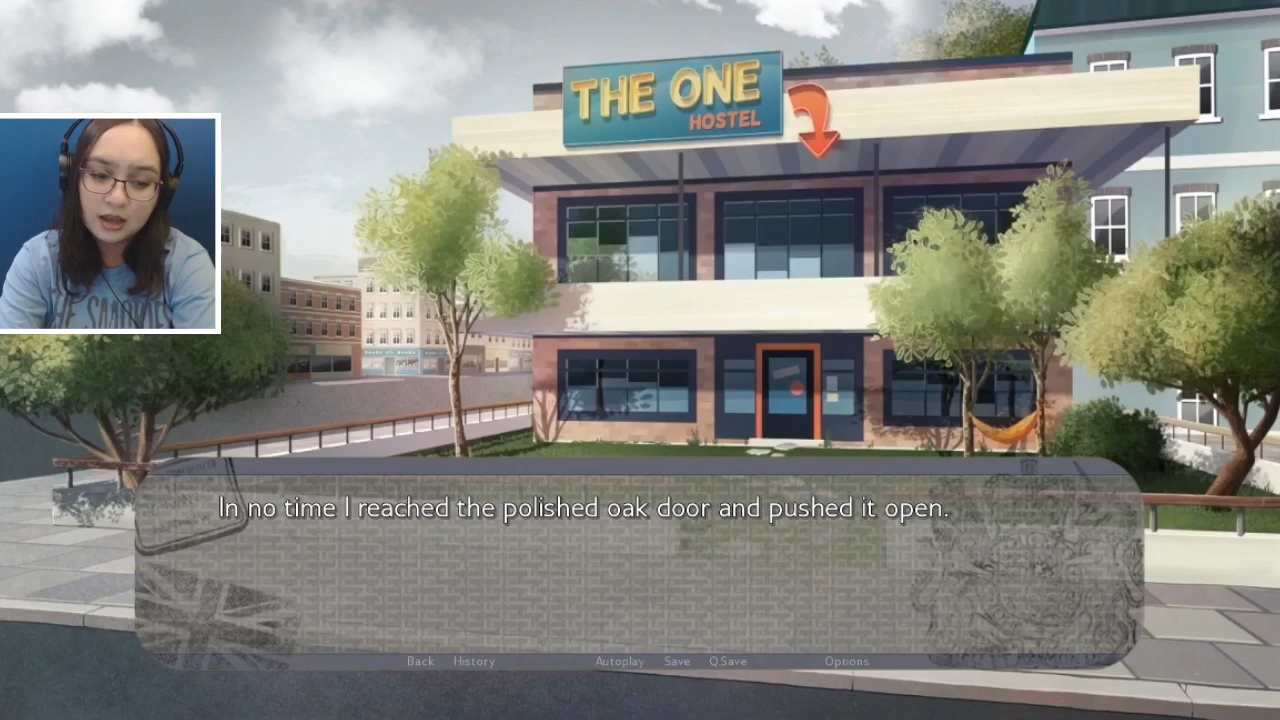 THE ONE
HOSTEL
In no time I reached the polished oak door and pushed it open.
Back History Autoplay Save Q.Save Options